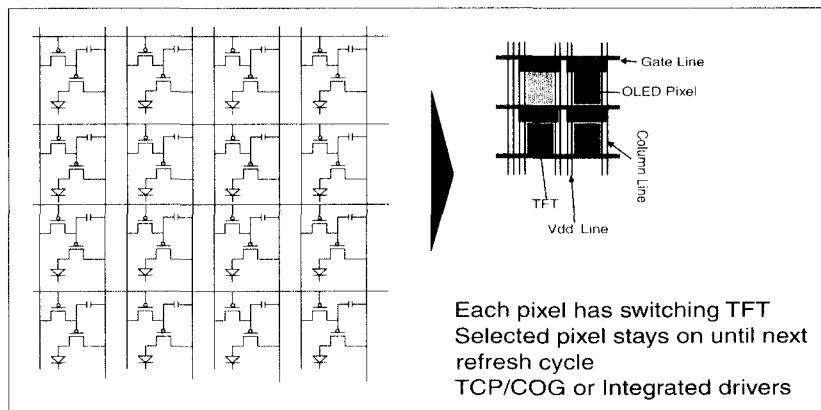 Gate Line
OLED Pixel
Column Line
TFT
Vdd Line
Each pixel has switching TFT
Selected pixel stays on until next
refresh cycle
TCP/COG or Integrated drivers